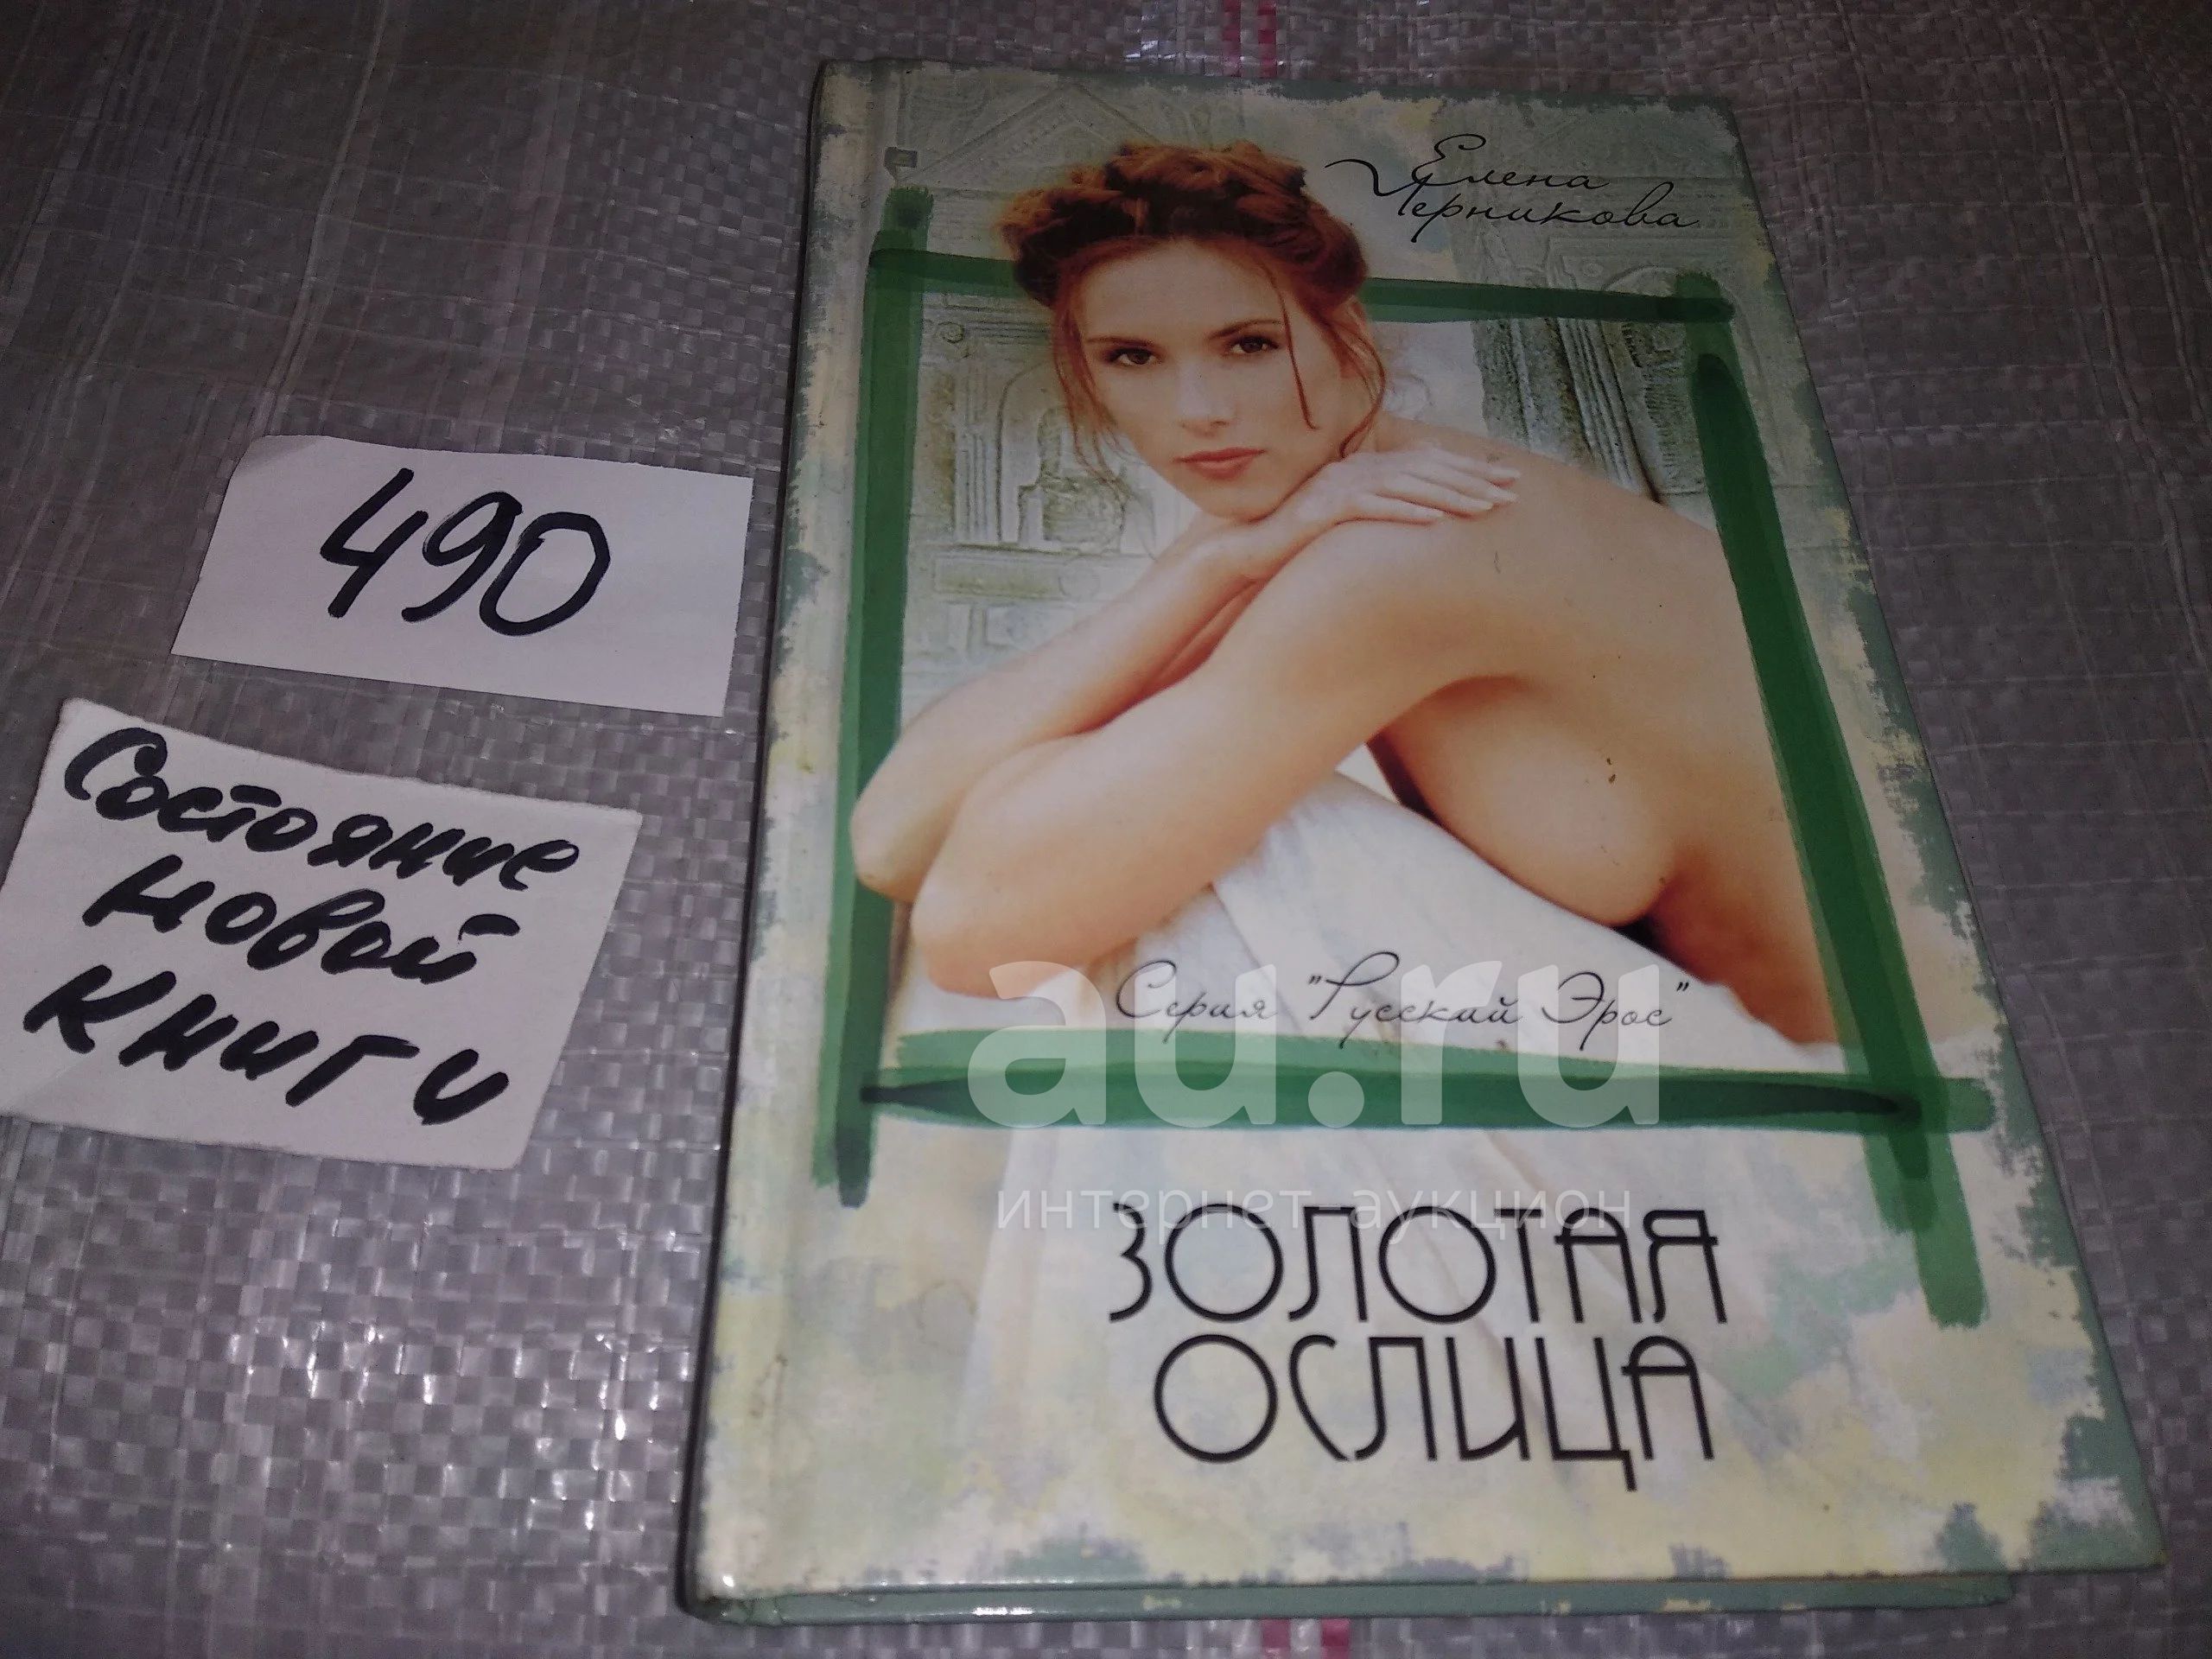 Елена
Черникова
490
Состояние
новой
книги
Серия "Русский Эрос"
au.ru
интернет аукцион
ЗОЛОТАЯ
ОСЛИЦА